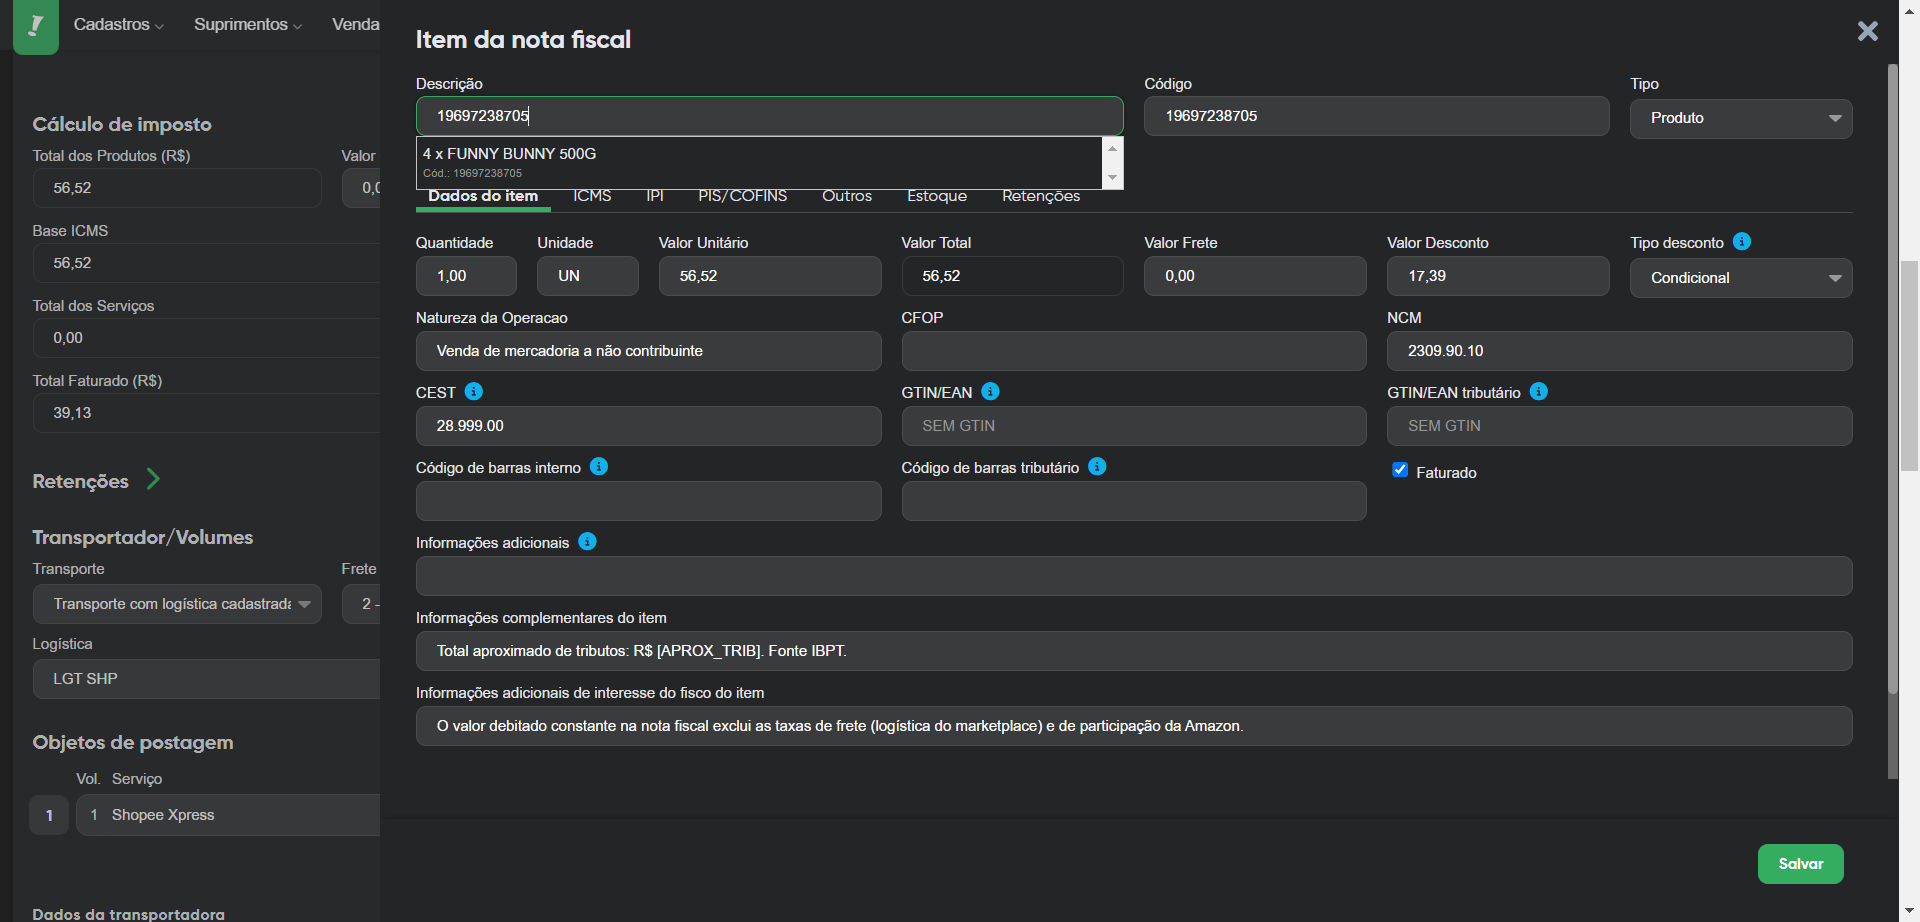 Cadastros Suprimentos Venda
Cálculo de imposto
Total dos Produtos (R$) Valor
56,52 0,0
Base ICMS
56,52
Total dos Serviços
0,00
Total Faturado (R$)
39,13
Retenções
Transportador/Volumes
Transporte Frete
Transporte com logística cadastrada 2 -
Logística
LGT SHP
Objetos de postagem
Vol. Serviço
1 1 Shopee Xpress
Dados da transportadora
Item da nota fiscal
Descrição Código Tipo
19697238705 19697238705 Produto
4 x FUNNY BUNNY 500G
Cód.: 19697238705
Dados do item ICMS IPI PIS/COFINS Outros Estoque Retenções
Quantidade Unidade Valor Unitário Valor Total Valor Frete Valor Desconto Tipo desconto
1,00 UN 56,52 56,52 0,00 17,39 Condicional
Natureza da Operacao CFOP NCM
Venda de mercadoria a não contribuinte 2309.90.10
CEST GTIN/EAN GTIN/EAN tributário
28.999.00 SEM GTIN SEM GTIN
Código de barras interno Código de barras tributário Faturado
Informações adicionais
Informações complementares do item
Total aproximado de tributos: R$ [APROX_TRIB]. Fonte IBPT.
Informações adicionais de interesse do fisco do item
O valor debitado constante na nota fiscal exclui as taxas de frete (logística do marketplace) e de participação da Amazon.
Salvar